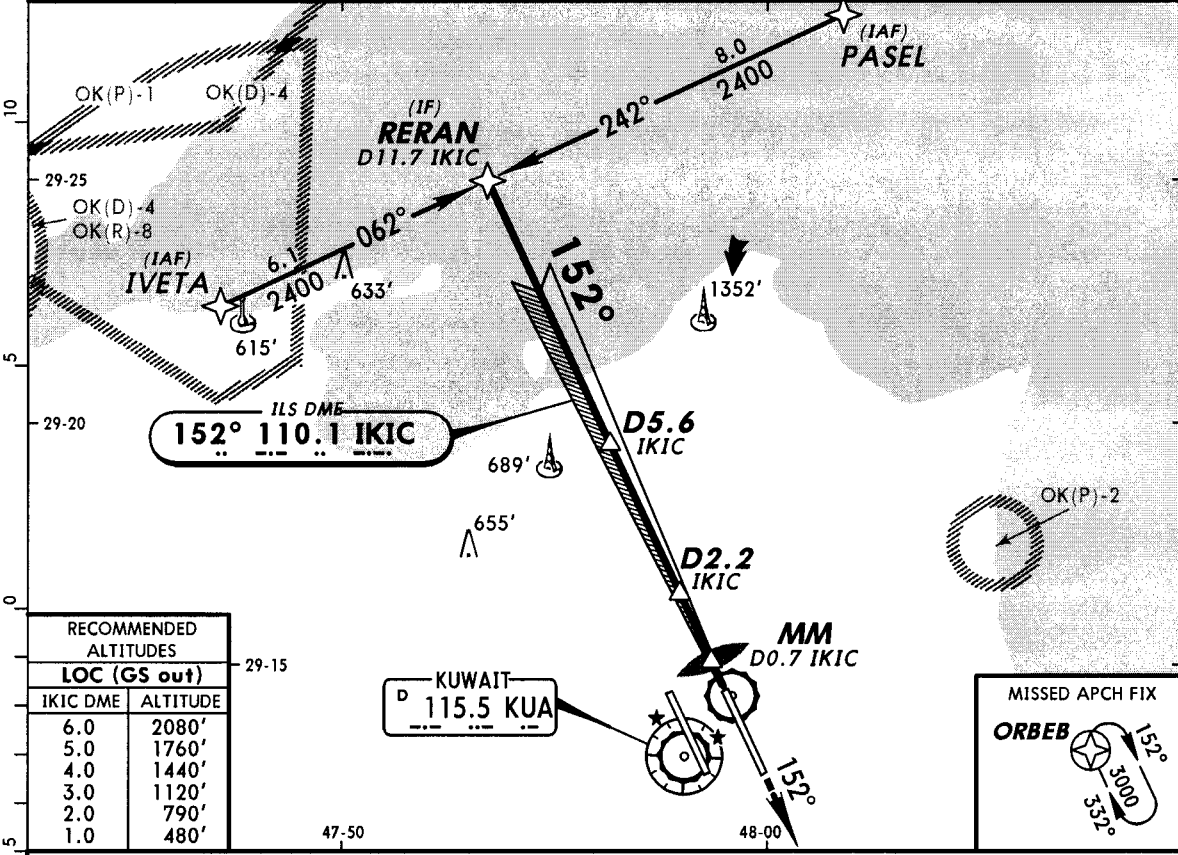 (IAF)
PASEL
8.0
2400
242°
OK(P)-1
OK(D)-4
(IF)
RERAN
D11.7 IKIC
10
29-25
OK(D)-4
OK(R)-8
(IAF)
IVETA
6.1
2400
062°
633'
615'
152°
1352'
5
29-20
ILS DME
152° 110.1 IKIC
D5.6
IKIC
689'
655'
OK(P)-2
D2.2
IKIC
0
MM
D0.7 IKIC
29-15
KUWAIT
D 115.5 KUA
152°
RECOMMENDED
ALTITUDES
LOC (GS out)
IKIC DME ALTITUDE
6.0 2080'
5.0 1760'
4.0 1440'
3.0 1120'
2.0 790'
1.0 480'
5
47-50
48-00
MISSED APCH FIX
ORBEB
152°
3000
332°